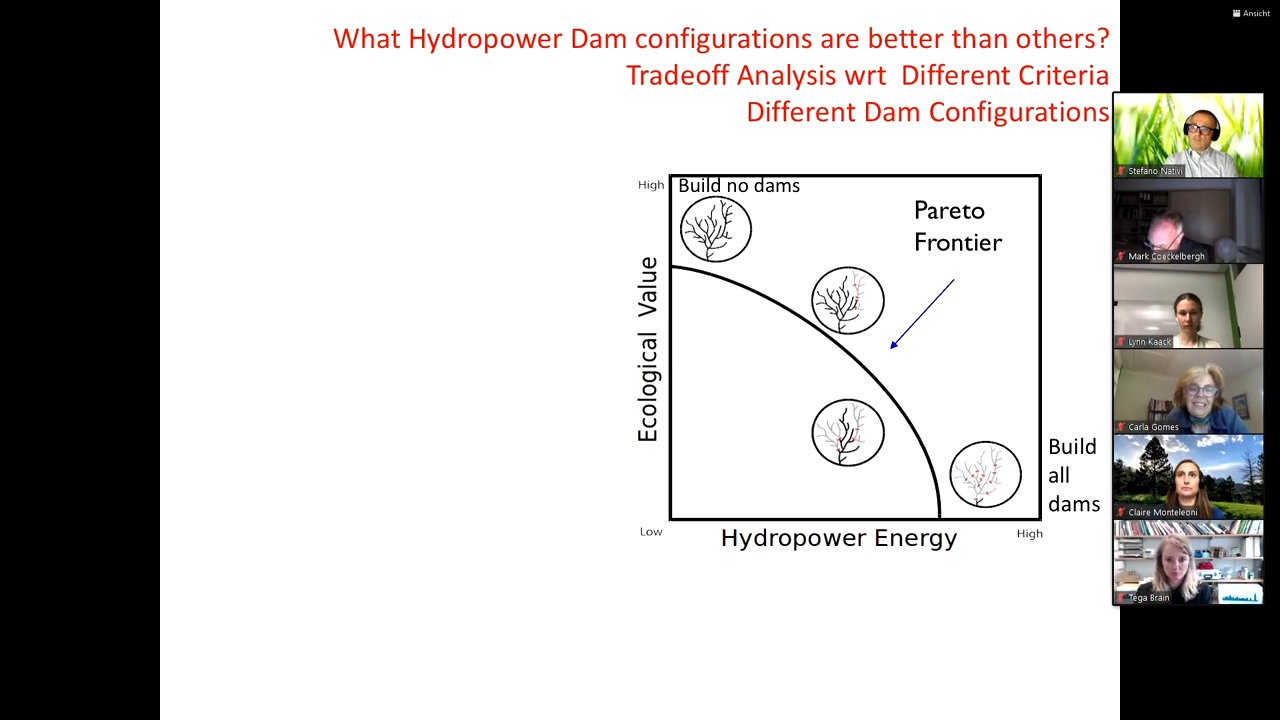 Ansicht
What Hydropower Dam configurations are better than others?
Tradeoff Analysis wrt  Different Criteria
Different Dam Configurations
High
Build no dams
Pareto
Frontier
Ecological Value
Build
all
dams
Low
Hydropower Energy
High
Stefano Nativi
Mark Coeckelbergh
Lynn Kaack
Carla Gomes
Claire Monteleoni
Tega Brain